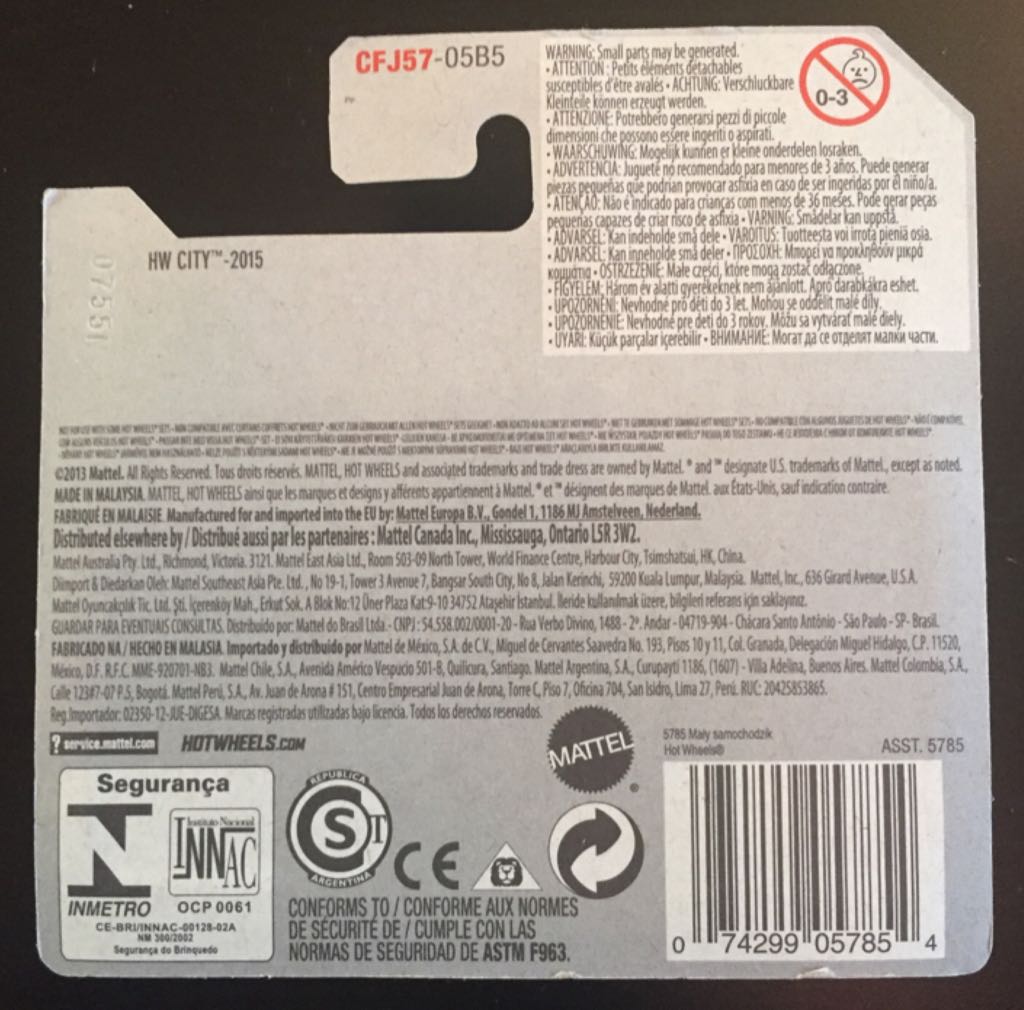 CFJ57-05B5
PP
WARNING: Small parts may be generated.
• ATTENTION : Petits éléments détachables
susceptibles d'être avalés • ACHTUNG: Verschluckbare
Kleinteile können erzeugt werden.
• ATTENZIONE: Potrebbero generarsi pezzi di piccole
dimensioni che possono essere ingeriti o aspirati.
• WAARSCHUWING: Mogelijk kunnen er kleine onderdelen losraken.
• ADVERTENCIA: Juguete no recomendado para menores de 3 años. Puede generar
piezas pequeñas que podrían provocar asfixia en caso de ser ingeridas por el niño/a.
• ATENÇÃO: Não é indicado para crianças com menos de 36 meses. Pode gerar peças
pequenas capazes de criar risco de asfixia • VARNING: Smådelar kan uppstå.
• ADVARSEL: Kan indeholde små dele • VAROITUS: Tuotteesta voi irrota pieniä osia.
• ADVARSEL: Kan inneholde små deler • ΠΡΟΣΟΧΗ: Μπορεί να προκληθούν μικρά
κομμάτια • OSTRZEŻENIE: Małe części, które mogą zostać odłączone.
• FIGYELEM: Három év alatti gyerekeknek nem ajánlott. Apró darabkákra eshet.
• UPOZORNĚNÍ: Nevhodné pro děti do 3 let. Mohou se oddělit malé díly.
• UPOZORNENIE: Nevhodné pre deti do 3 rokov. Môžu sa vytvárať malé diely.
• UYARI: Küçük parçalar içerebilir • ВНИМАНИЕ: Могат да се отделят малки части.
0-3
07551
HW CITY™-2015
©2013 Mattel. All Rights Reserved. Tous droits réservés. MATTEL, HOT WHEELS and associated trademarks and trade dress are owned by Mattel. ® and ™ designate U.S. trademarks of Mattel, except as noted.
MADE IN MALAYSIA. MATTEL, HOT WHEELS ainsi que les marques et designs y afférents appartiennent à Mattel. ® et ™ désignent des marques de Mattel. aux États-Unis, sauf indication contraire.
FABRIQUÉ EN MALAISIE. Manufactured for and imported into the EU by: Mattel Europa B.V., Gondel 1, 1186 MJ Amstelveen, Nederland.
Distributed elsewhere by / Distribué aussi par les partenaires : Mattel Canada Inc., Mississauga, Ontario L5R 3W2.
Mattel Australia Pty. Ltd., Richmond, Victoria. 3121. Mattel East Asia Ltd., Room 503-09 North Tower, World Finance Centre, Harbour City, Tsimshatsui, HK, China.
Diimport & Diedarkan Oleh: Mattel Southeast Asia Pte. Ltd., No 19-1, Tower 3 Avenue 7, Bangsar South City, No 8, Jalan Kerinchi, 59200 Kuala Lumpur, Malaysia. Mattel, Inc., 636 Girard Avenue, U.S.A.
Mattel Oyuncakçılık Tic. Ltd. Şti. İçerenköy Mah., Erkut Sok. A Blok No:12 Üner Plaza Kat:9-10 34752 Ataşehir İstanbul. İleride kullanılmak üzere, bilgileri referans için saklayınız.
GUARDAR PARA EVENTUAIS CONSULTAS. Distribuido por: Mattel do Brasil Ltda.- CNPJ : 54.558.002/0001-20 - Rua Verbo Divino, 1488 - 2º. Andar - 04719-904 - Chácara Santo Antônio - São Paulo - SP- Brasil.
FABRICADO NA / HECHO EN MALASIA. Importado y distribuido por Mattel de México, S.A. de C.V., Miguel de Cervantes Saavedra No. 193, Pisos 10 y 11, Col. Granada, Delegación Miguel Hidalgo, C.P. 11520,
México, D.F. R.F.C. MME-920701-NB3. Mattel Chile, S.A., Avenida Américo Vespucio 501-B, Quilicura, Santiago. Mattel Argentina, S.A., Curupayti 1186, (1607) - Villa Adelina, Buenos Aires. Mattel Colombia, S.A.,
Calle 123#7-07 P.5, Bogotá. Mattel Perú, S.A., Av. Juan de Arona # 151, Centro Empresarial Juan de Arona, Torre C, Piso 7, Oficina 704, San Isidro, Lima 27, Perú. RUC: 20425853865.
Reg.Importador: 02350-12-JUE-DIGESA. Marcas registradas utilizadas bajo licencia. Todos los derechos reservados.
? service.mattel.com HOTWHEELS.COM
MATTEL®
5785 Mały samochodzik
Hot Wheels®
ASST. 5785
Segurança
Instituto Nacional
INNAC
INMETRO OCP 0061
CE-BRI/INNAC-00128-02A
NM 300/2002
Segurança do Brinquedo
REPUBLICA
ST
ARGENTINA
CE
CONFORMS TO / CONFORME AUX NORMES
DE SÉCURITÉ DE / CUMPLE CON LAS
NORMAS DE SEGURIDAD DE ASTM F963.
0 74299 05785 4